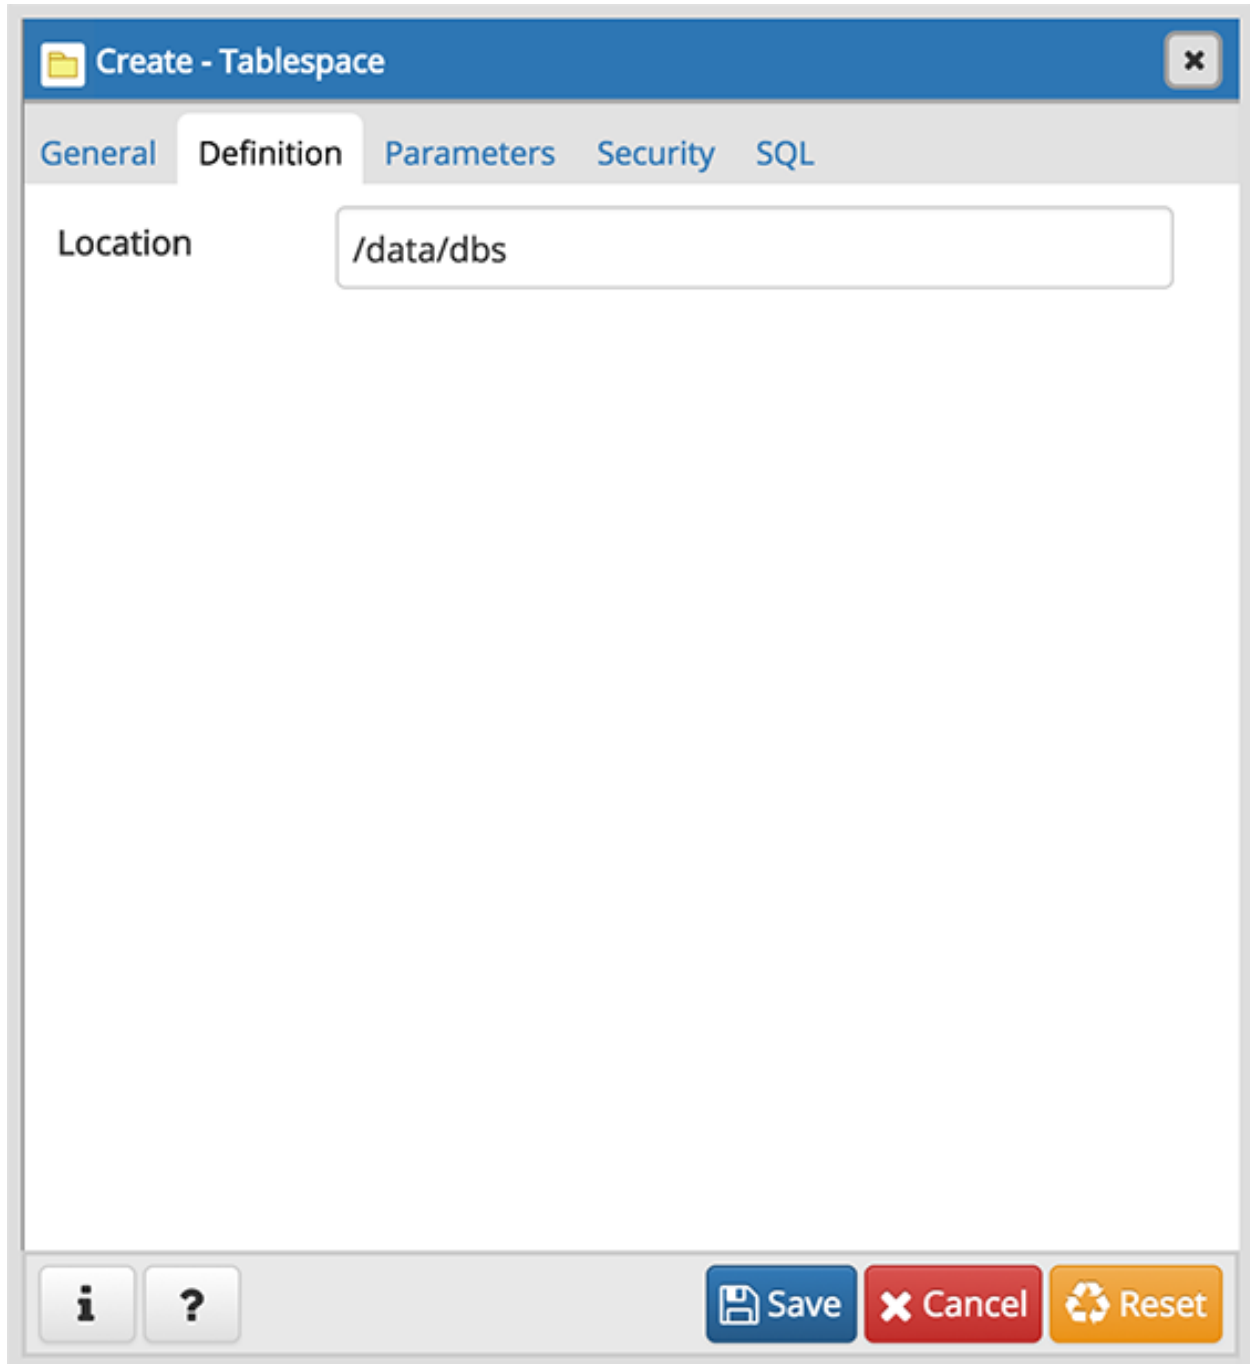 Create - Tablespace
General Definition Parameters Security SQL
Location /data/dbs
i ? Save Cancel Reset